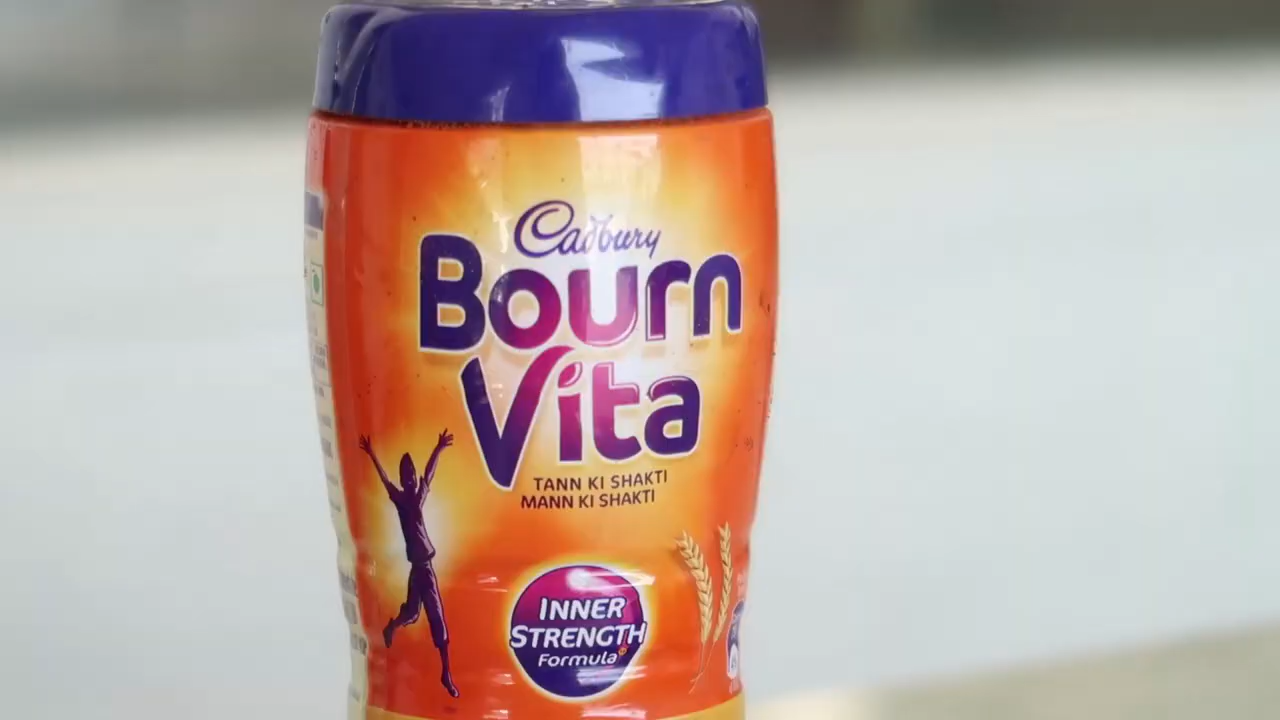 Cadbury
Bourn
Vita
TANN KI SHAKTI
MANN KI SHAKTI
INNER
STRENGTH
Formula